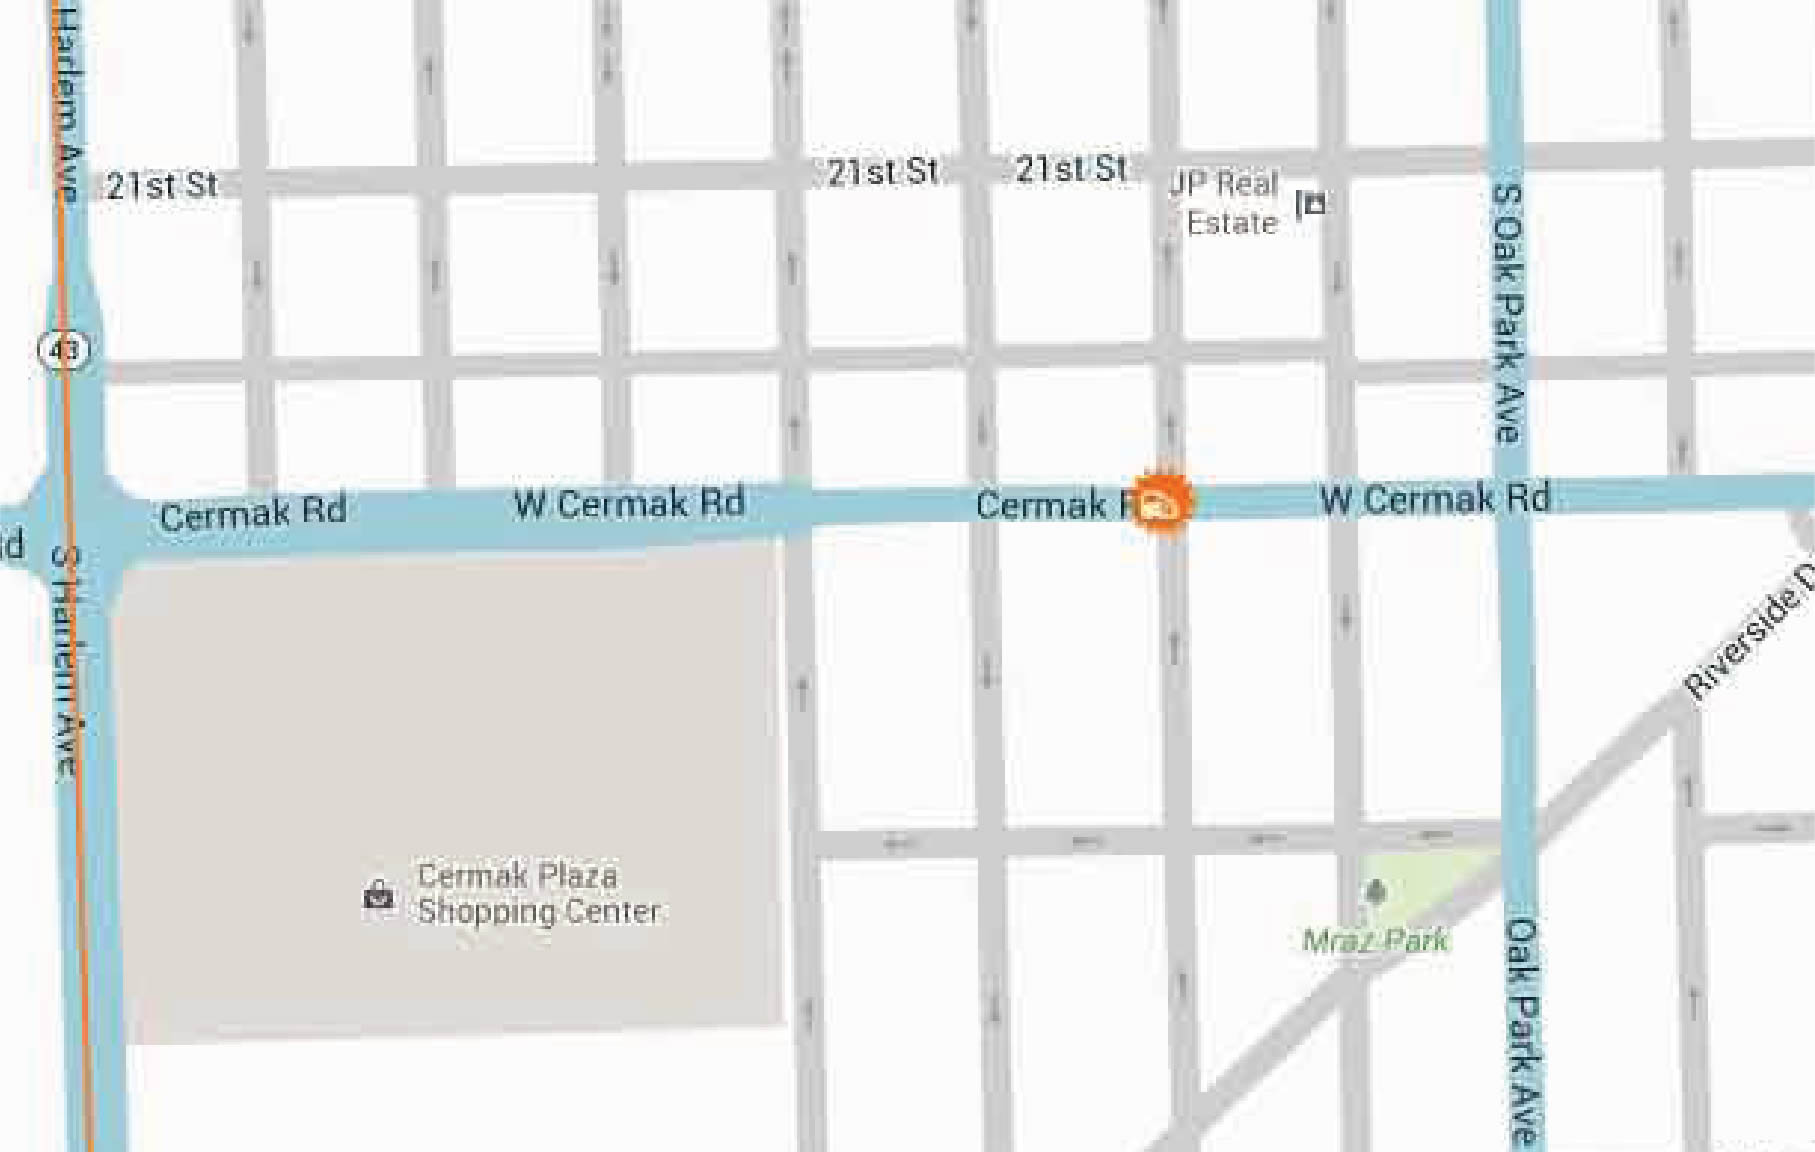 Harlem Ave
21st St
21st St
21st St
JP Real
Estate
S Oak Park Ave
43
Cermak Rd
W Cermak Rd
Cermak
W Cermak Rd
S Harlem Ave
Riverside
Cermak Plaza
Shopping Center
Mraz Park
Oak Park Ave